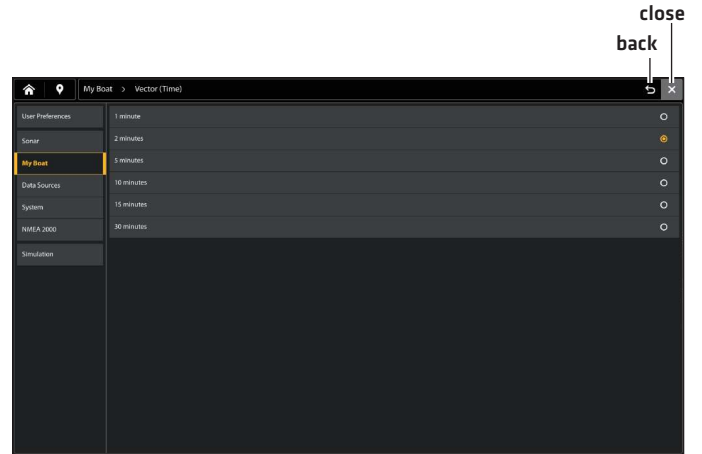 close
back
My Boat > Vector (Time)
User Preferences
Sonar
My Boat
Data Sources
System
NMEA 2000
Simulation
1 minute
2 minutes
5 minutes
10 minutes
15 minutes
30 minutes